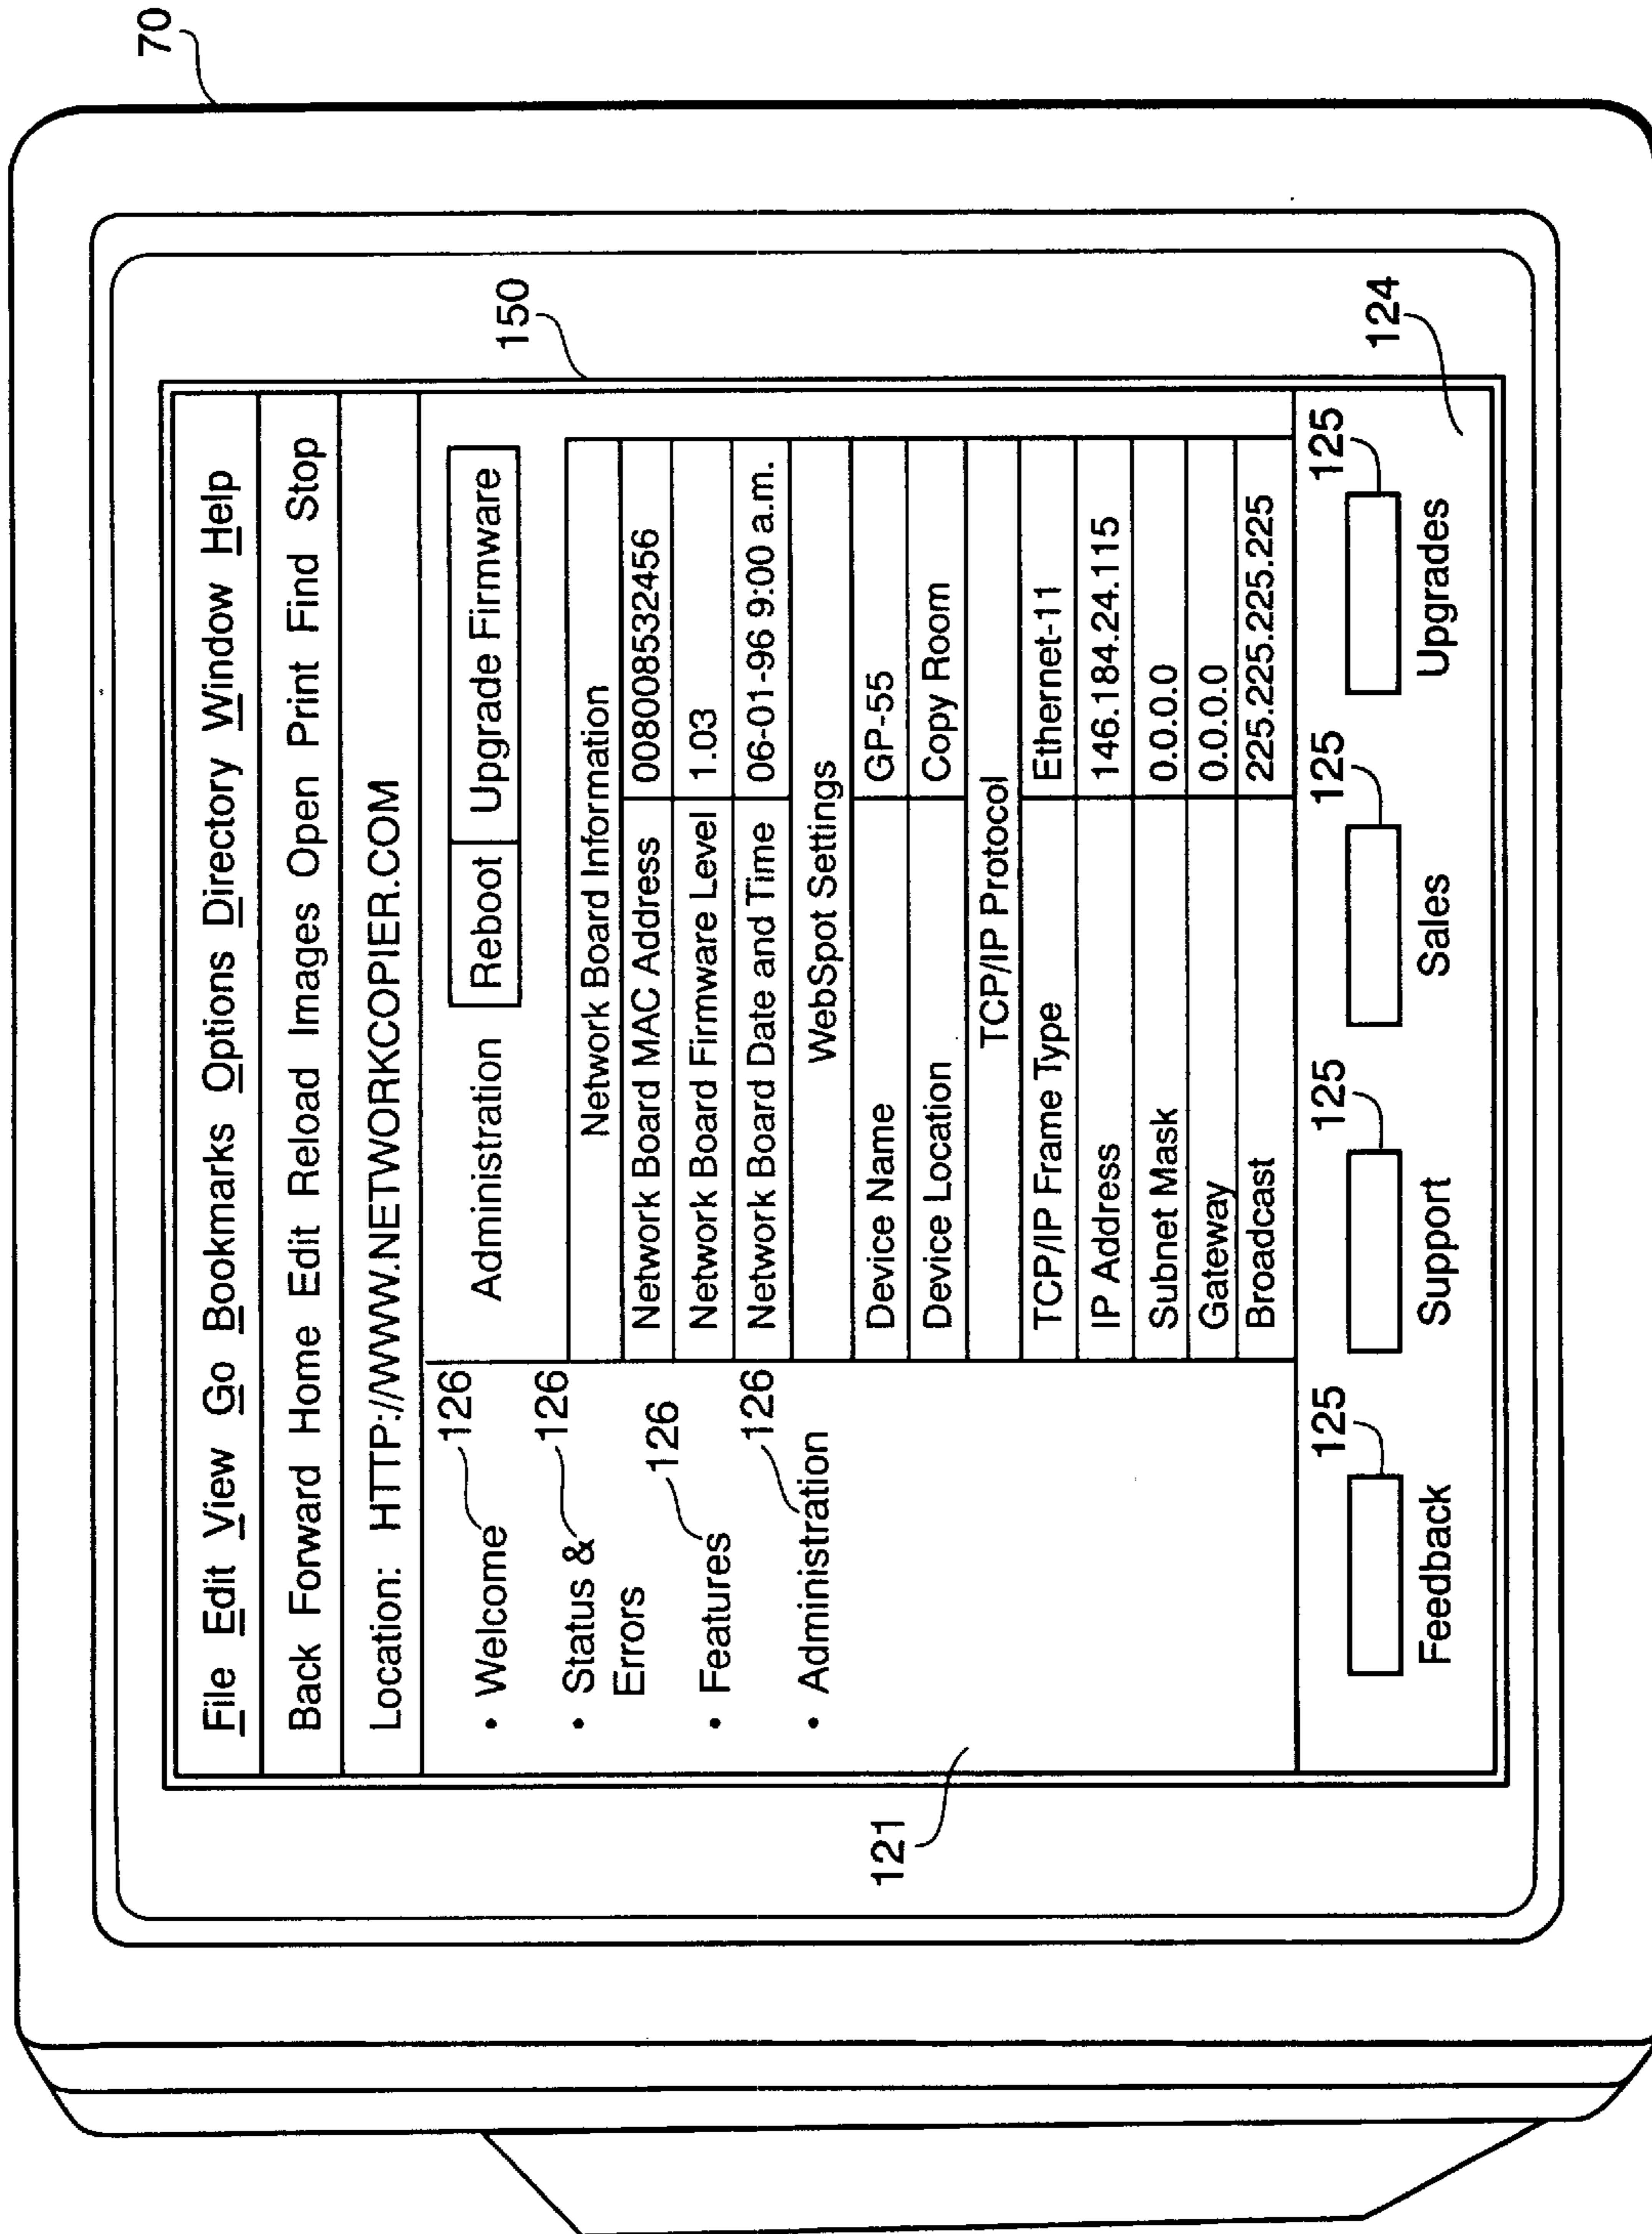 70
150
File Edit View Go Bookmarks Options Directory Window Help
Back Forward Home Edit Reload Images Open Print Find Stop
Location: HTTP://WWW.NETWORKCOPIER.COM
• Welcome 126
• Status & Errors 126
• Features 126
• Administration 126
121
Administration Reboot Upgrade Firmware
Network Board Information
Network Board MAC Address 008008532456
Network Board Firmware Level 1.03
Network Board Date and Time 06-01-96 9:00 a.m.
WebSpot Settings
Device Name GP-55
Device Location Copy Room
TCP/IP Protocol
TCP/IP Frame Type Ethernet-11
IP Address 146.184.24.115
Subnet Mask 0.0.0.0
Gateway 0.0.0.0
Broadcast 225.225.225.225
125 125 125 125
Feedback Support Sales Upgrades
124